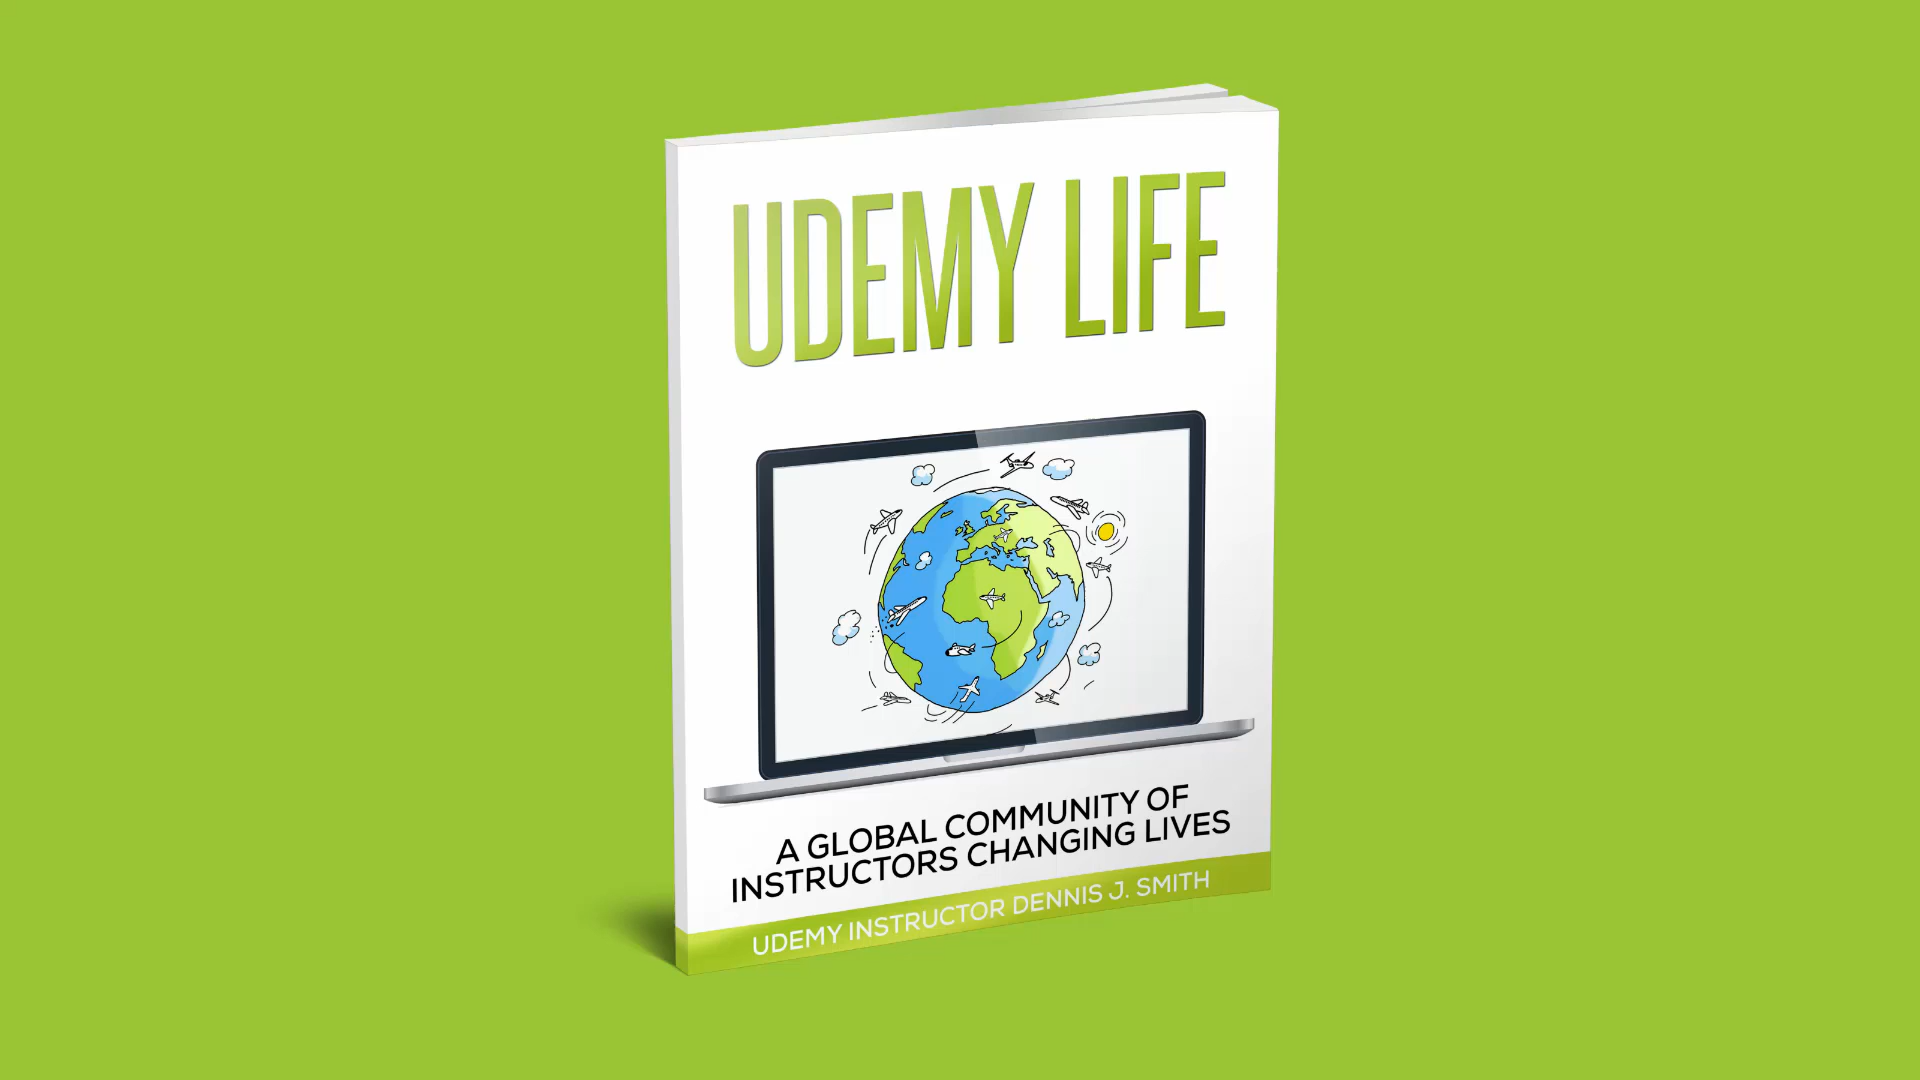 UDEMY LIFE
A GLOBAL COMMUNITY OF
INSTRUCTORS CHANGING LIVES
UDEMY INSTRUCTOR DENNIS J. SMITH